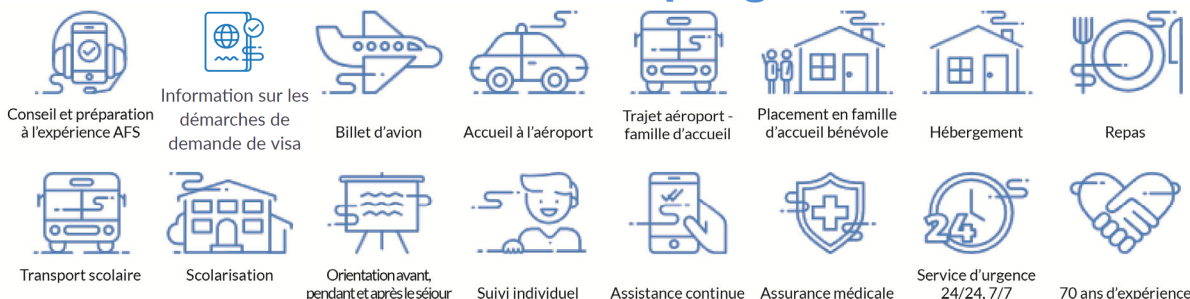 Conseil et préparation
à l'expérience AFS
Information sur les
démarches de
demande de visa
Billet d'avion
Accueil à l'aéroport
Trajet aéroport -
famille d'accueil
Placement en famille
d'accueil bénévole
Hébergement
Repas
Transport scolaire
Scolarisation
Orientation avant,
pendant et après le séjour
Suivi individuel
Assistance continue
Assurance médicale
24
Service d'urgence
24/24, 7/7
70 ans d'expérience